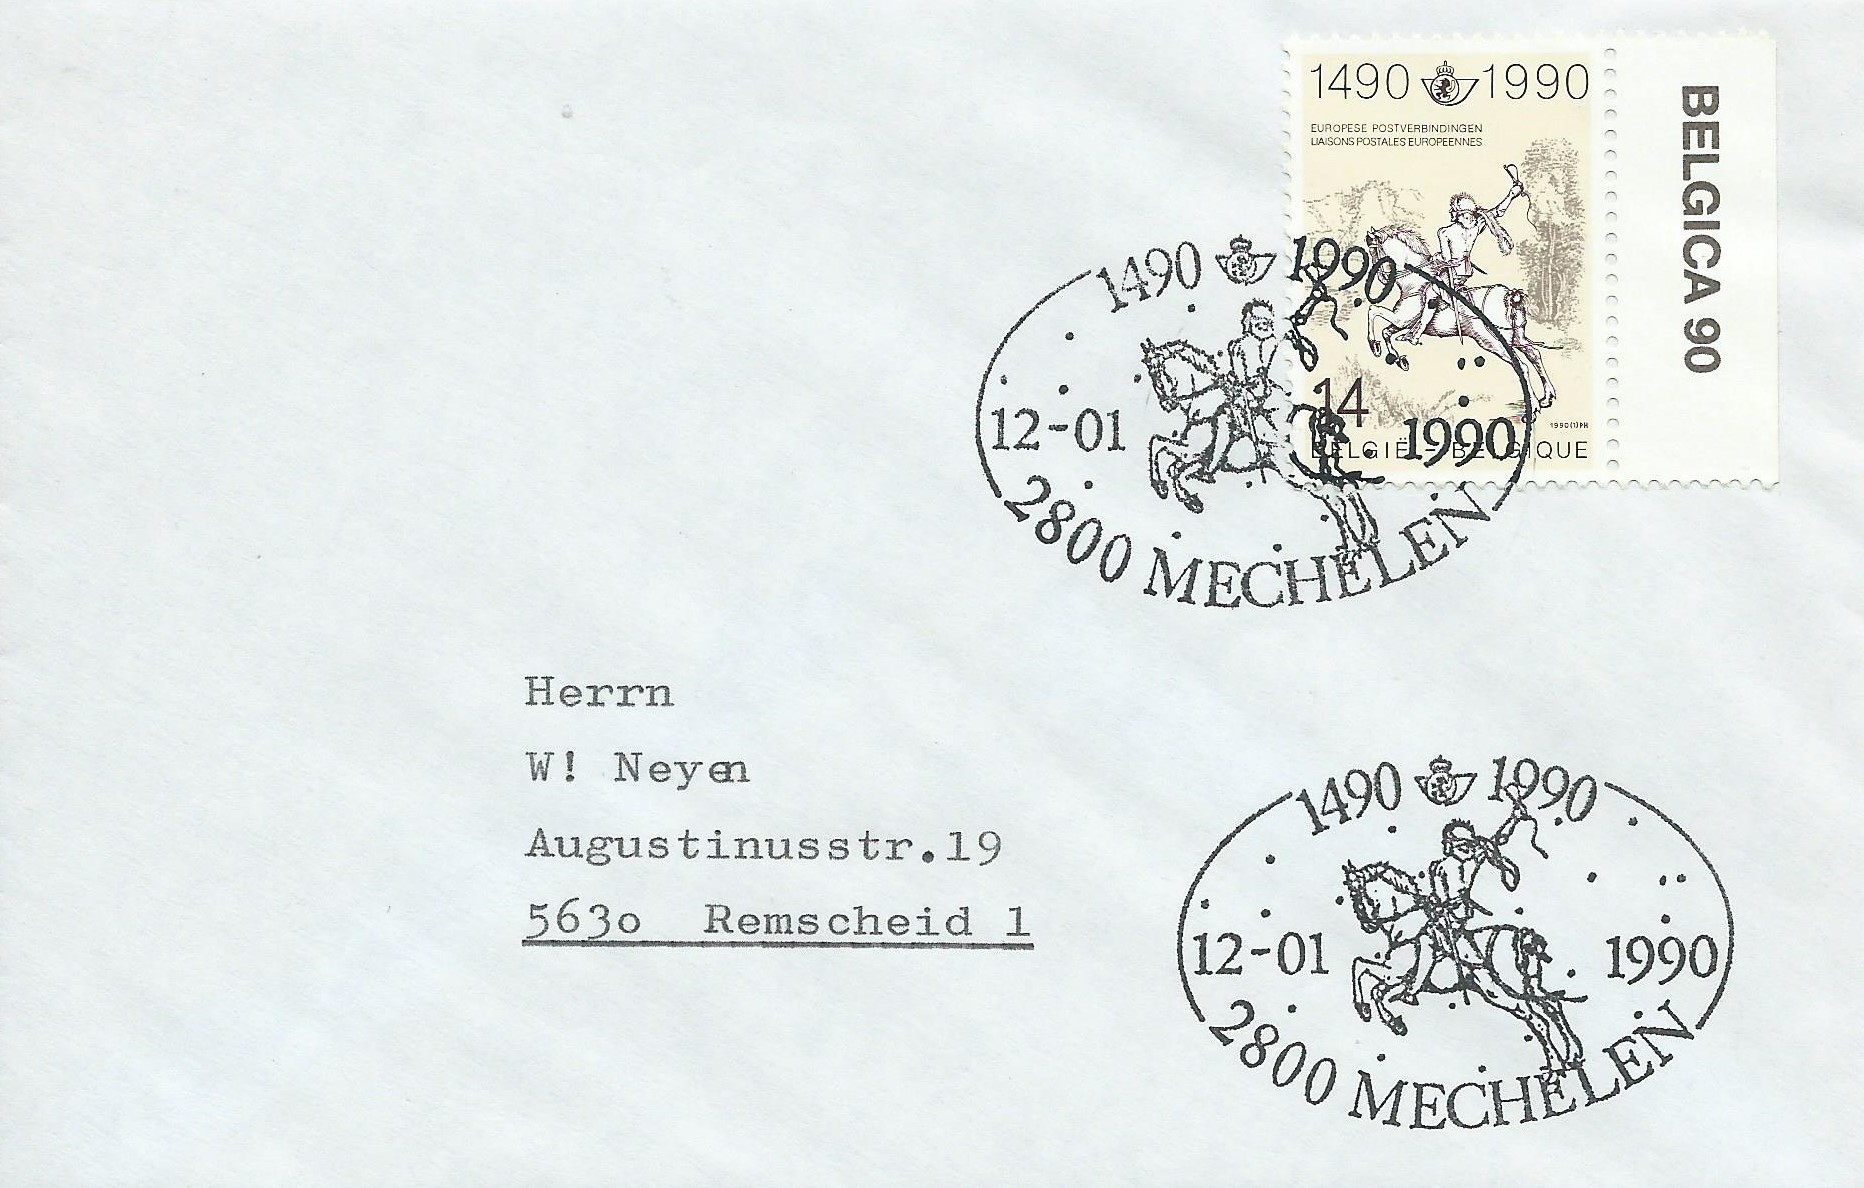 1490 1990
EUROPESE POSTVERBINDINGEN
LIAISONS POSTALES EUROPEENNES
14
1990(1)PH
BELGIË - BELGIQUE
BELGICA 90
1490 1990
12-01 1990
2800 MECHELEN
Herrn
W! Neyen
Augustinusstr.19
563o Remscheid 1
1490 1990
12-01 1990
2800 MECHELEN